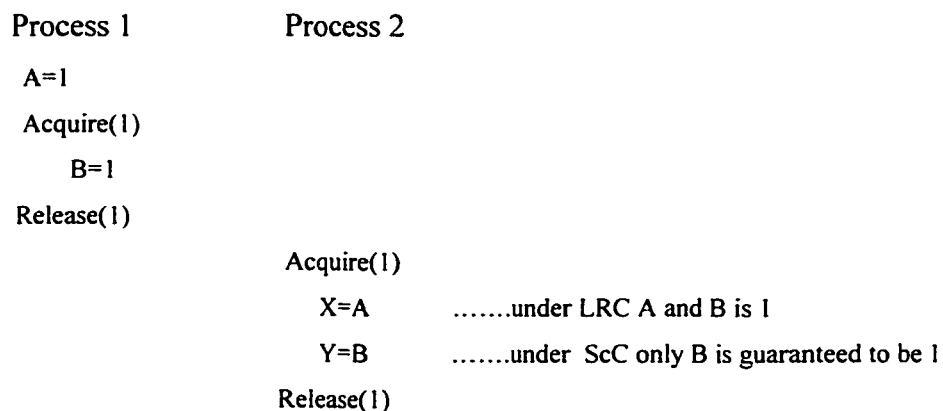 Process 1 Process 2
A=1
Acquire(1)
B=1
Release(1)
Acquire(1)
X=A .......under LRC A and B is 1
Y=B .......under ScC only B is guaranteed to be 1
Release(1)